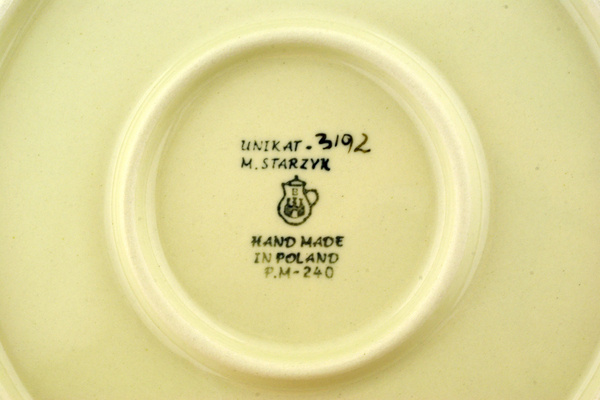 UNIKAT - 3192
M. STARZYK
HAND MADE
IN POLAND
P.M-240